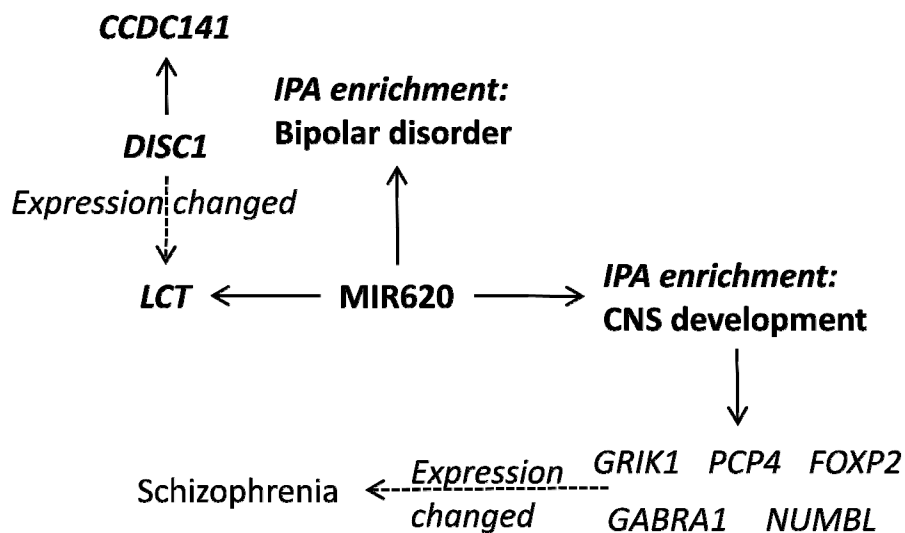 CCDC141
IPA enrichment:
Bipolar disorder
DISC1
Expression changed
LCT
MIR620
IPA enrichment:
CNS development
GRIK1 PCP4 FOXP2
GABRA1 NUMBL
Expression
changed
Schizophrenia